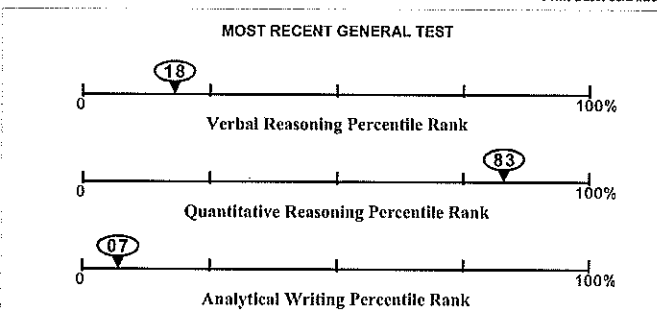 MOST RECENT GENERAL TEST
18
0 100%
Verbal Reasoning Percentile Rank
83
0 100%
Quantitative Reasoning Percentile Rank
07
0 100%
Analytical Writing Percentile Rank